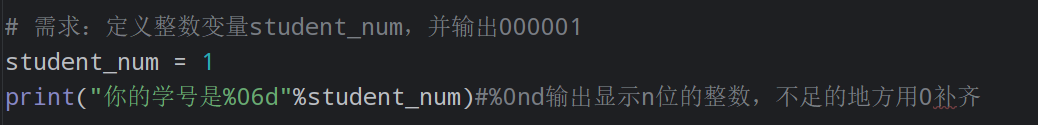 # 需求：定义整数变量student_num，并输出000001
student_num = 1
print("你的学号是%06d"%student_num)#%0nd输出显示n位的整数，不足的地方用0补齐